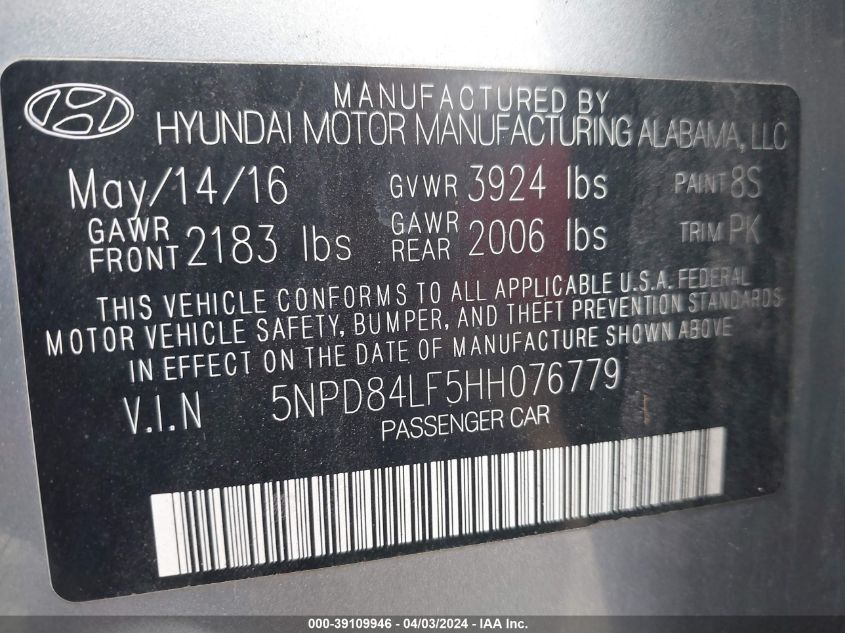 MANUFACTURED BY
HYUNDAI MOTOR MANUFACTURING ALABAMA, LLC
May/14/16 GVWR 3924 lbs PAINT 8S
GAWR FRONT 2183 lbs GAWR REAR 2006 lbs TRIM PK
THIS VEHICLE CONFORMS TO ALL APPLICABLE U.S.A. FEDERAL
MOTOR VEHICLE SAFETY, BUMPER, AND THEFT PREVENTION STANDARDS
IN EFFECT ON THE DATE OF MANUFACTURE SHOWN ABOVE
V.I.N 5NPD84LF5HH076779
PASSENGER CAR
000-39109946 - 04/03/2024 - IAA Inc.